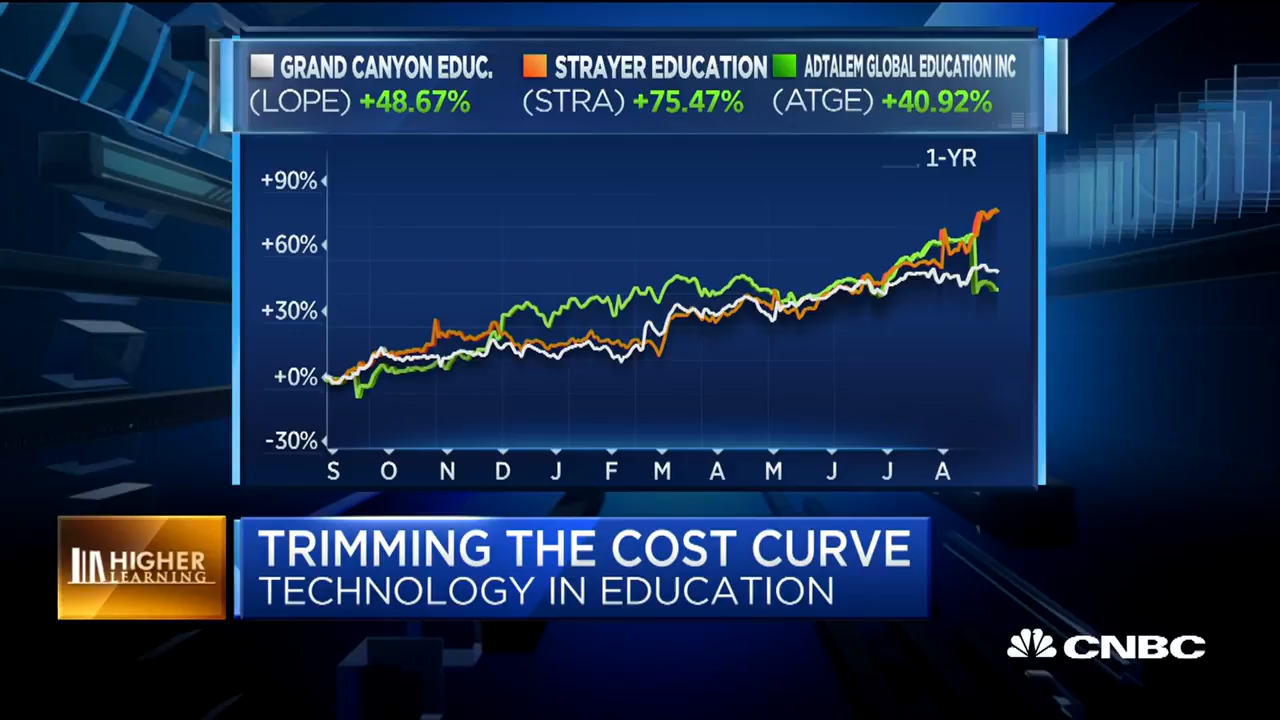 GRAND CANYON EDUC. STRAYER EDUCATION ADTALEM GLOBAL EDUCATION INC
(LOPE) +48.67% (STRA) +75.47% (ATGE) +40.92%
1-YR
+90%
+60%
+30%
+0%
-30%
S O N D J F M A M J J A
HIGHER
LEARNING
TRIMMING THE COST CURVE
TECHNOLOGY IN EDUCATION
CNBC